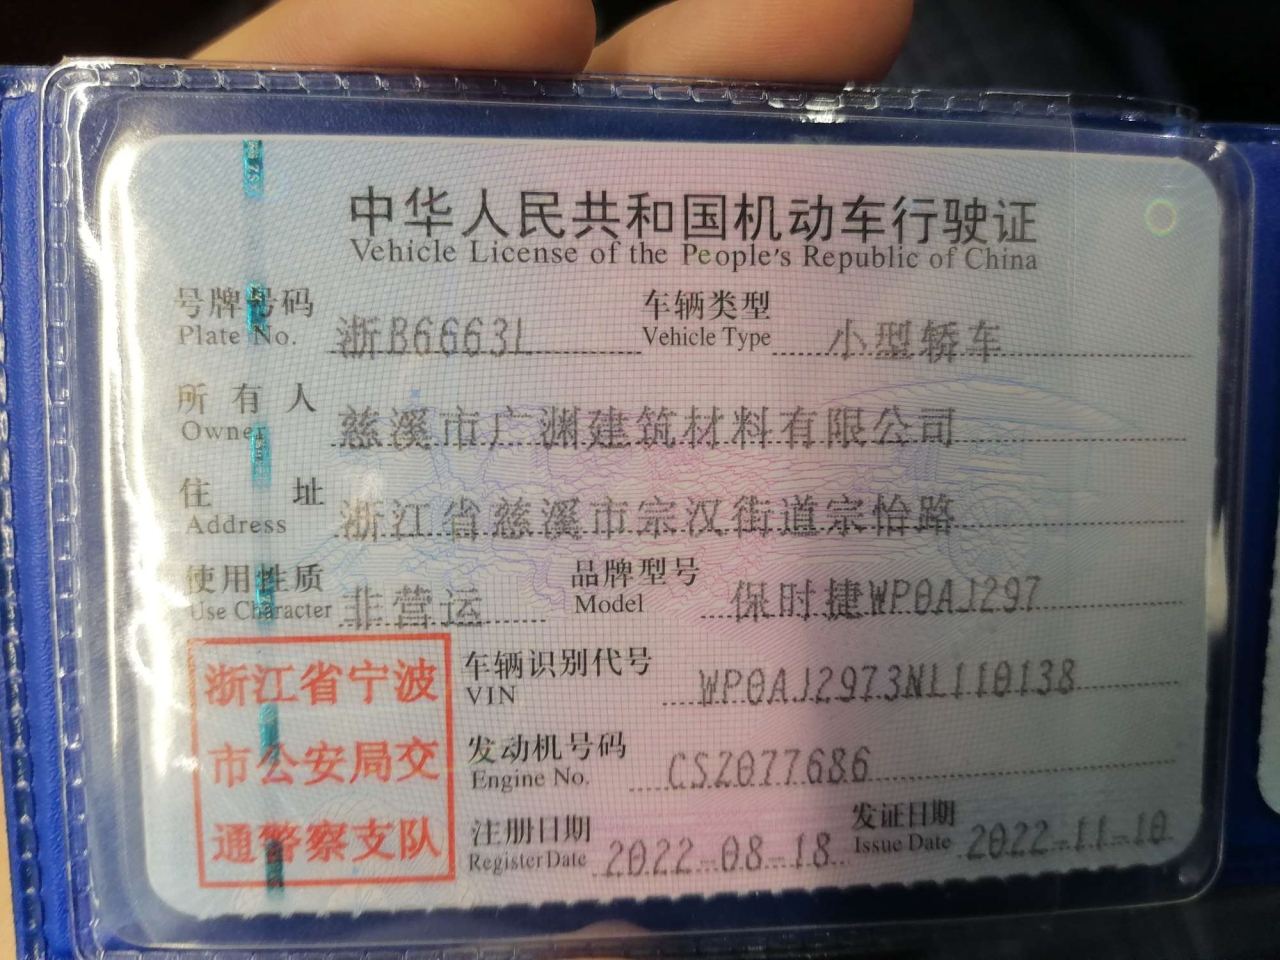 中华人民共和国机动车行驶证
Vehicle License of the People's Republic of China
号牌号码 浙B6663L 车辆类型 小型轿车
Plate No. Vehicle Type
所有人 慈溪市广渊建筑材料有限公司
Owner
住址 浙江省慈溪市宗汉街道宗怡路
Address
使用性质 非营运 品牌型号 保时捷WP0AJ297
Use Character Model
浙江省宁波
市公安局交
通警察支队
车辆识别代号 WP0AJ2973NL110138
VIN
发动机号码 CSZ077686
Engine No.
注册日期 2022-08-18 发证日期 2022-11-10
Register Date Issue Date